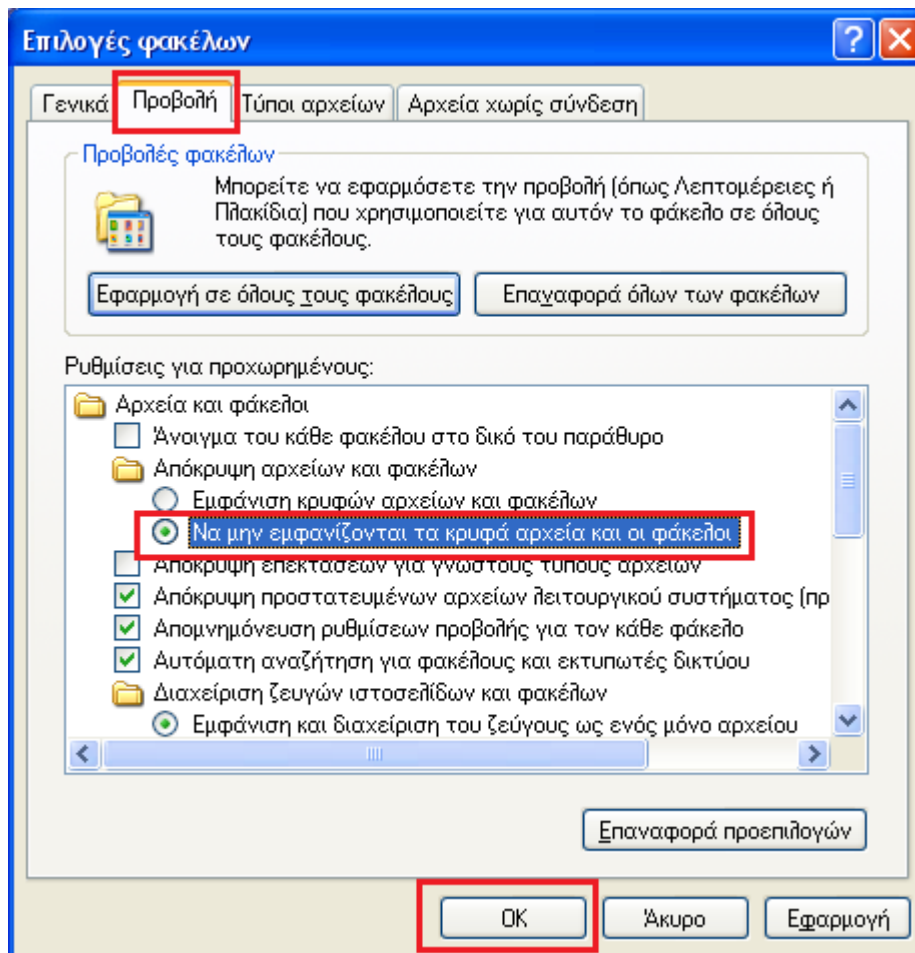 Επιλογές φακέλων
Γενικά Προβολή Τύποι αρχείων Αρχεία χωρίς σύνδεση
Προβολές φακέλων
Μπορείτε να εφαρμόσετε την προβολή (όπως Λεπτομέρειες ή
Πλακίδια) που χρησιμοποιείτε για αυτόν το φάκελο σε όλους
τους φακέλους.
Εφαρμογή σε όλους τους φακέλους Επαναφορά όλων των φακέλων
Ρυθμίσεις για προχωρημένους:
Αρχεία και φάκελοι
Άνοιγμα του κάθε φακέλου στο δικό του παράθυρο
Απόκρυψη αρχείων και φακέλων
Εμφάνιση κρυφών αρχείων και φακέλων
Να μην εμφανίζονται τα κρυφά αρχεία και οι φάκελοι
Απόκρυψη επεκτάσεων για γνωστούς τύπους αρχείων
Απόκρυψη προστατευμένων αρχείων λειτουργικού συστήματος (πρ
Απομνημόνευση ρυθμίσεων προβολής για τον κάθε φάκελο
Αυτόματη αναζήτηση για φακέλους και εκτυπωτές δικτύου
Διαχείριση ζευγών ιστοσελίδων και φακέλων
Εμφάνιση και διαχείριση του ζεύγους ως ενός μόνο αρχείου
Επαναφορά προεπιλογών
OK Άκυρο Εφαρμογή